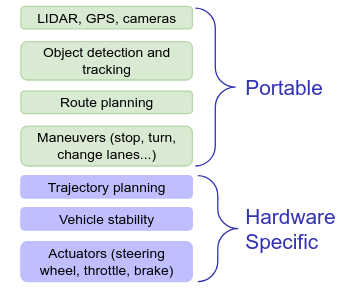 LIDAR, GPS, cameras
Object detection and
tracking
Route planning
Maneuvers (stop, turn,
change lanes...)
Portable
Trajectory planning
Vehicle stability
Actuators (steering
wheel, throttle, brake)
Hardware
Specific